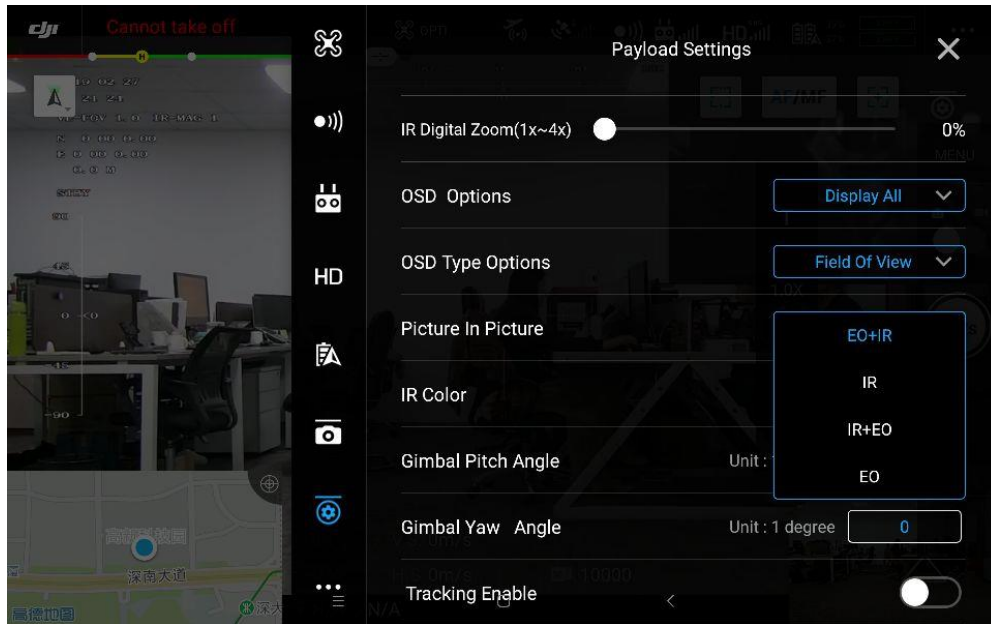 dji
Cannot take off
H
Payload Settings
AF/MF
IR Digital Zoom(1x~4x)
0%
MENU
OSD Options
Display All
OSD Type Options
Field Of View
1.0X
HD
Picture In Picture
EO+IR
IR
IR+EO
EO
IR Color
Gimbal Pitch Angle
Unit :
Gimbal Yaw Angle
Unit : 1 degree
0
Tracking Enable
N/A
10000
深南大道
高德地图
深大